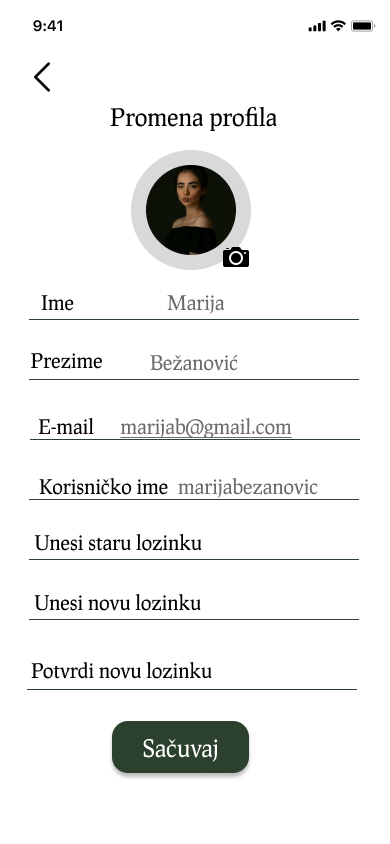 9:41
Promena profila
Ime Marija
Prezime Bežanović
E-mail marijab@gmail.com
Korisničko ime marijabezanovic
Unesi staru lozinku
Unesi novu lozinku
Potvrdi novu lozinku
Sačuvaj